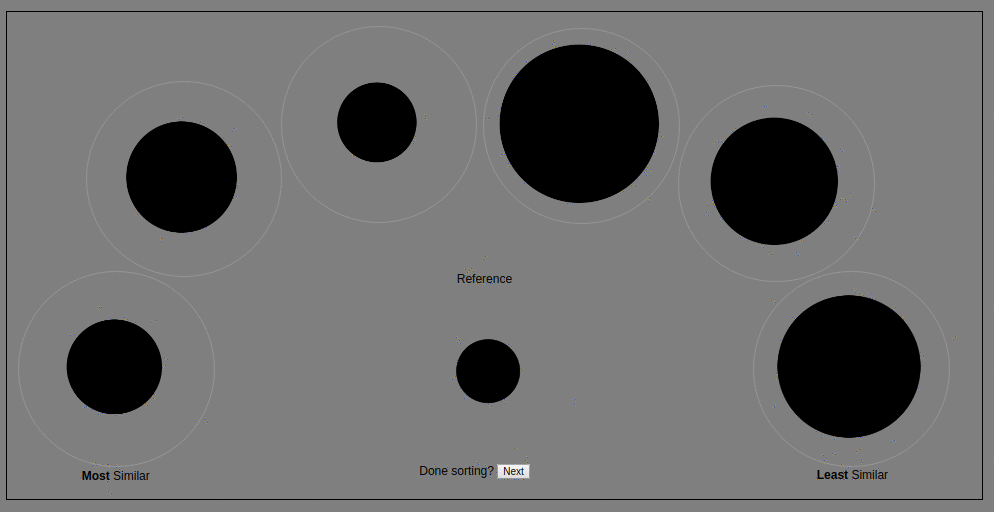 Reference
Done sorting? Next
Most Similar
Least Similar